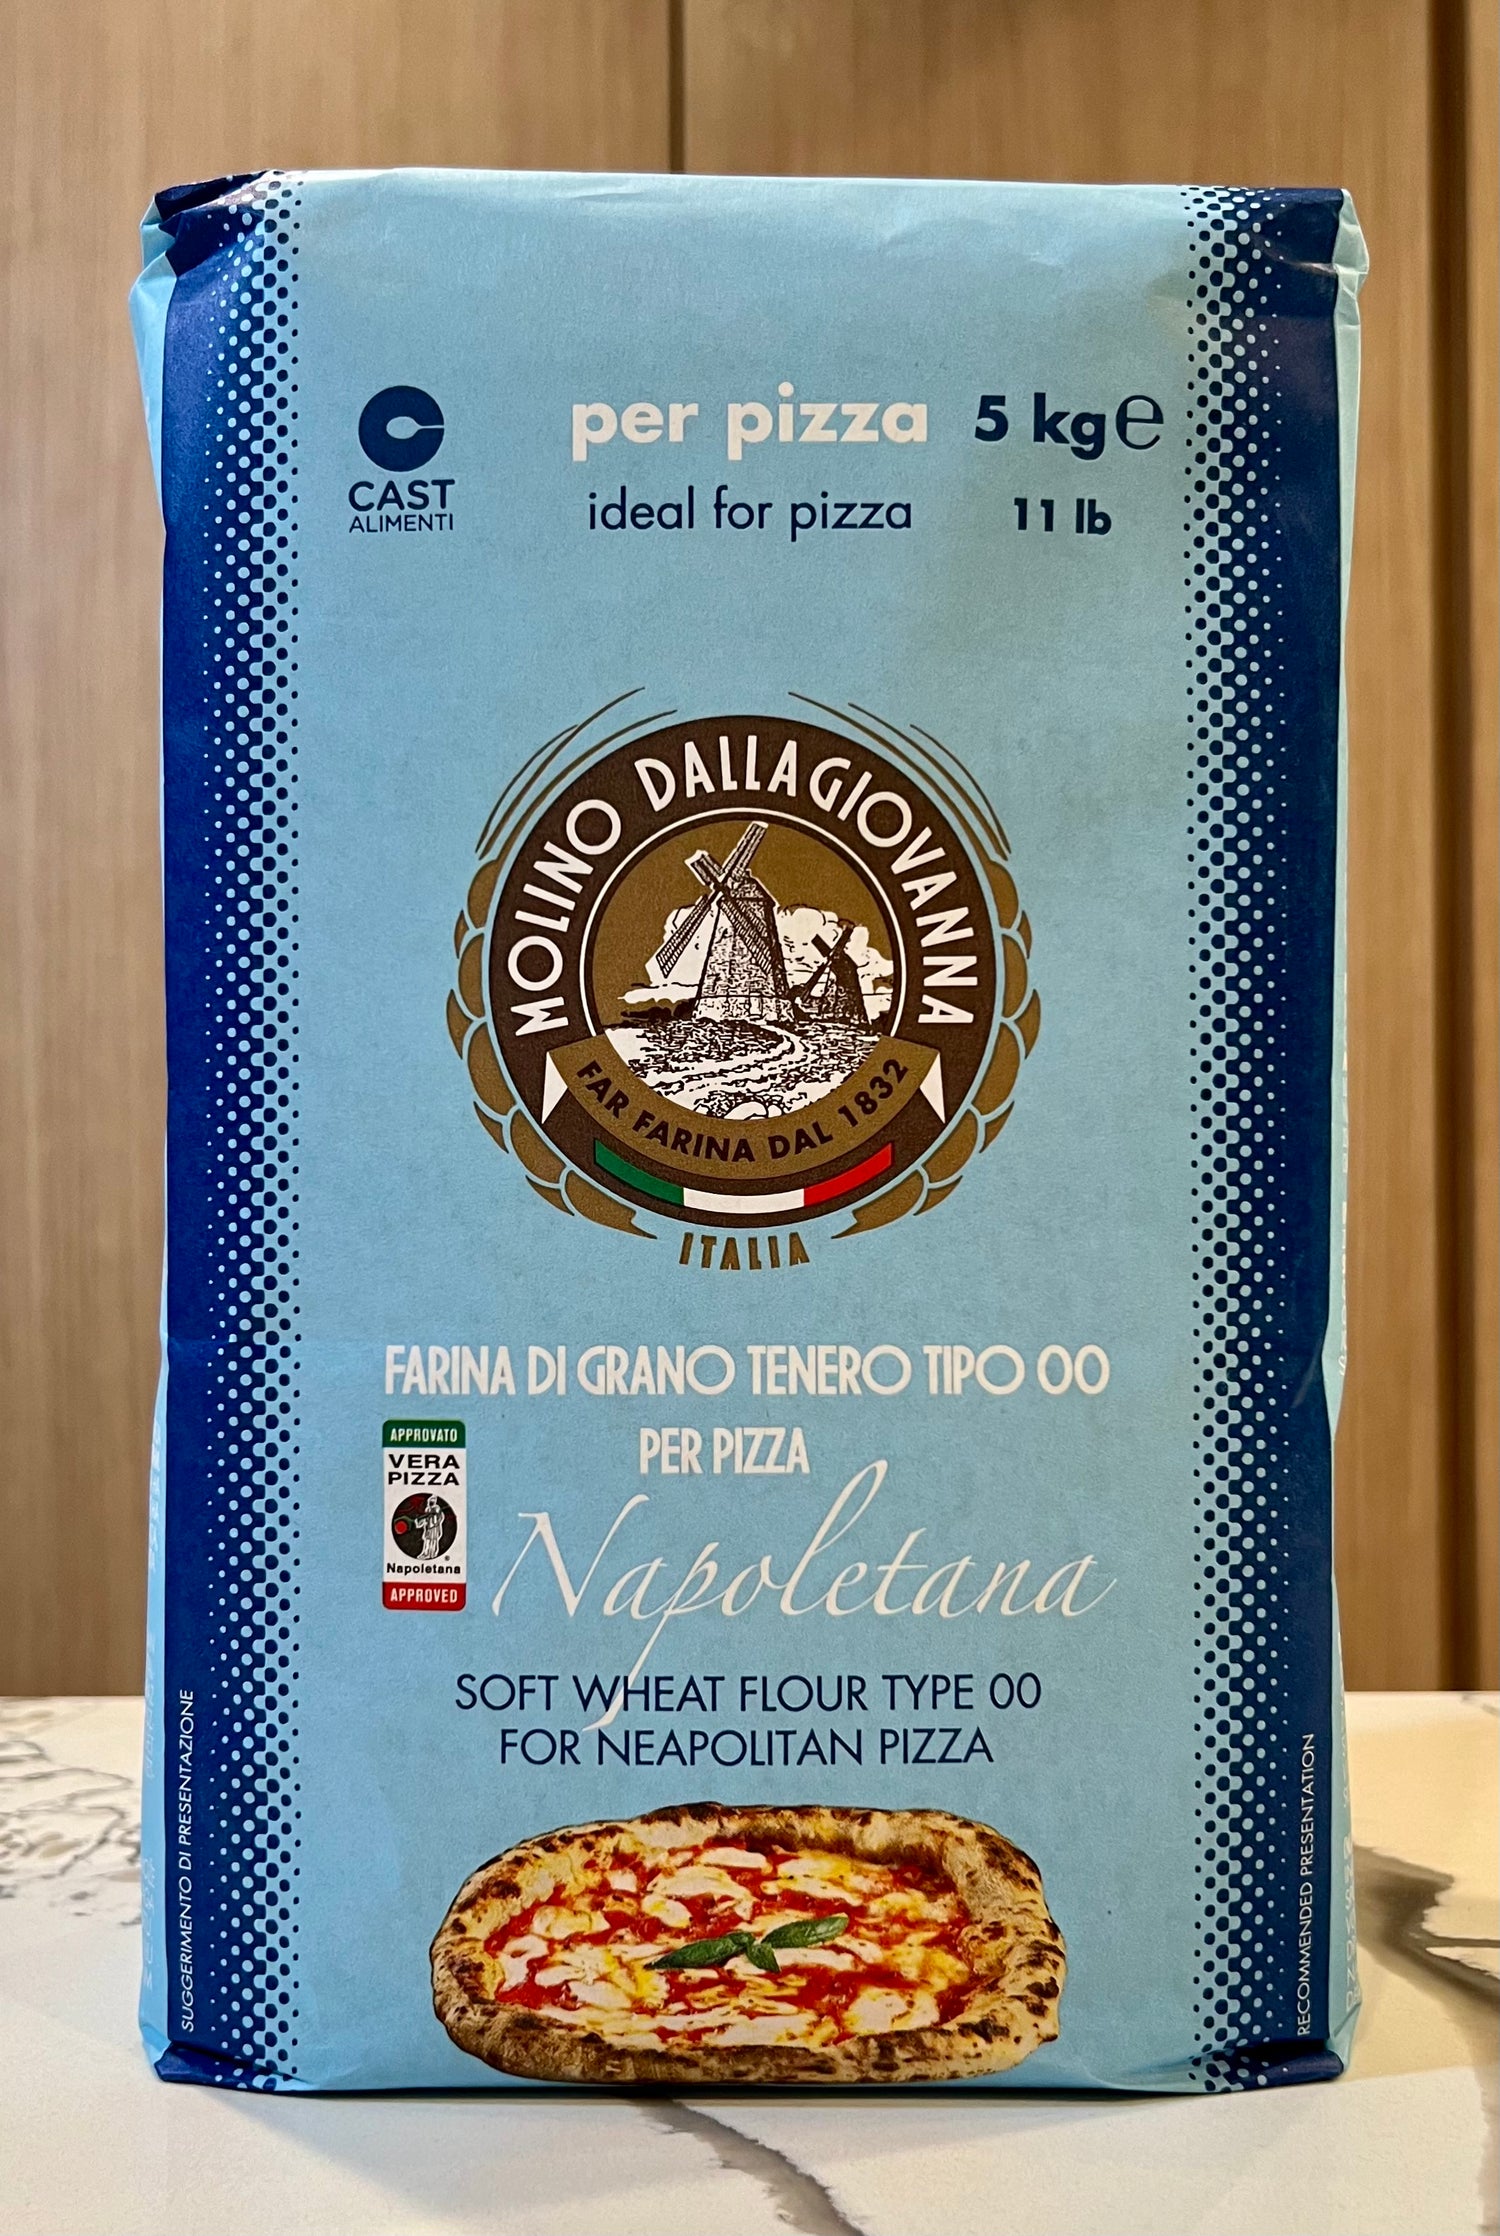 per pizza 5 kg℮
CAST
ALIMENTI
ideal for pizza 11 lb
MOLINO DALLAGIOVANNA
FAR FARINA DAL 1832
ITALIA
FARINA DI GRANO TENERO TIPO 00
PER PIZZA
Napoletana
APPROVATO
VERA
PIZZA
Napoletana
APPROVED
SOFT WHEAT FLOUR TYPE 00
FOR NEAPOLITAN PIZZA
SUGGERIMENTO DI PRESENTAZIONE
RECOMMENDED PRESENTATION